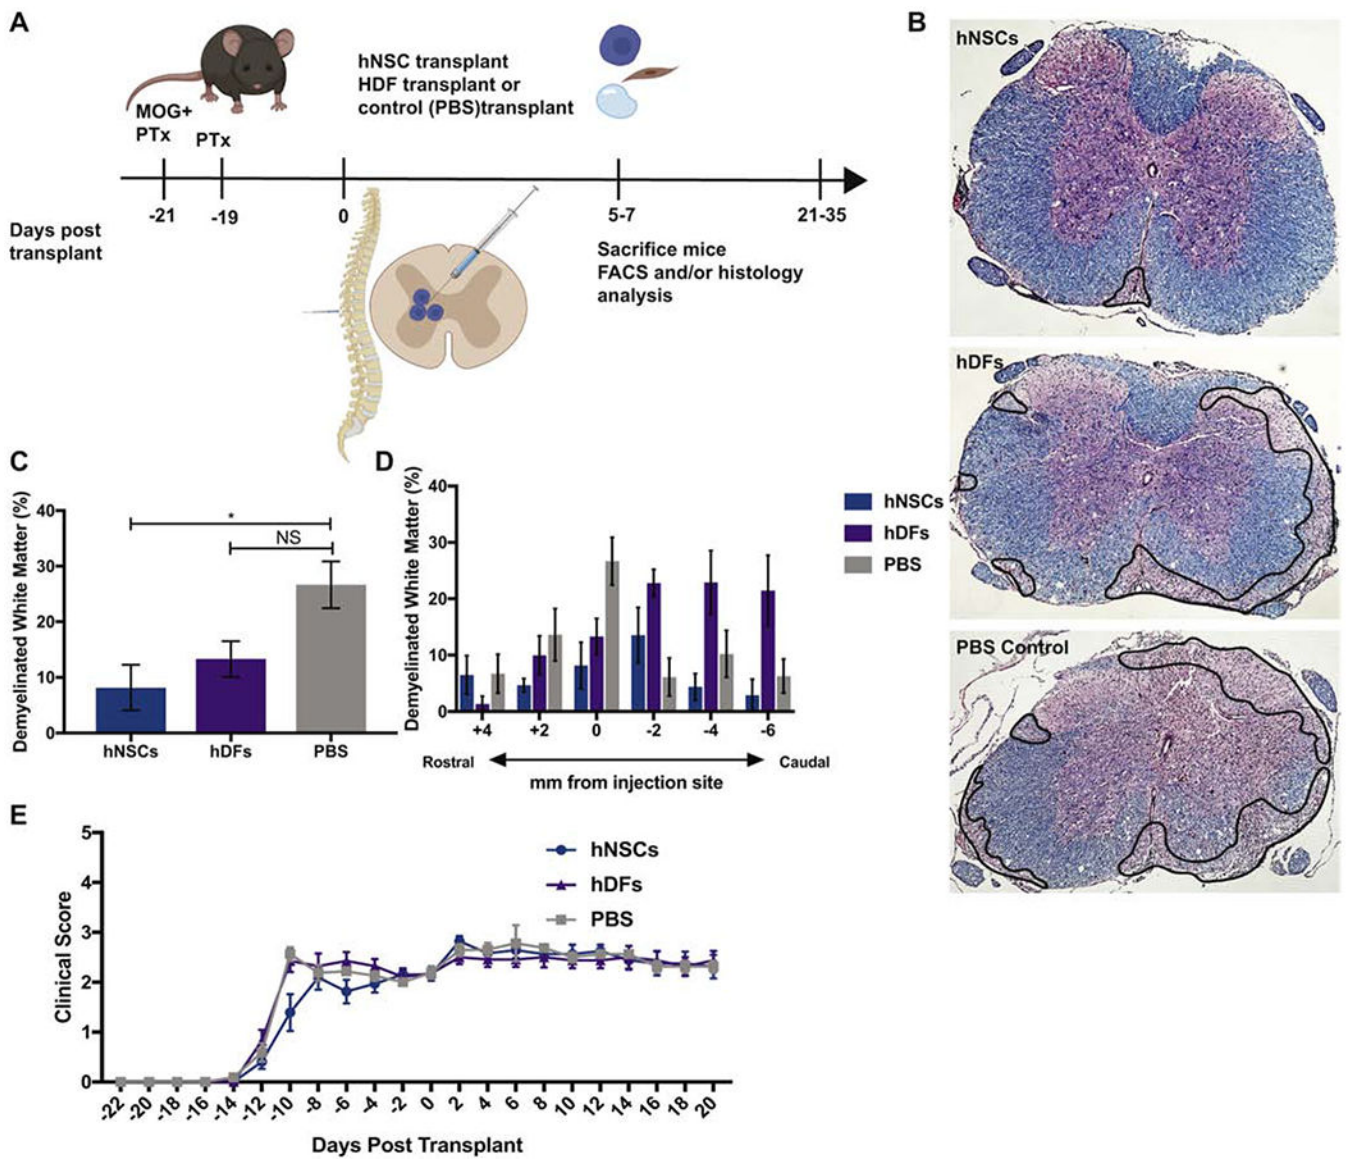 A
MOG+
PTx
PTx
hNSC transplant
HDF transplant or
control (PBS)transplant
-21
-19
0
5-7
21-35
Days post
transplant
Sacrifice mice
FACS and/or histology
analysis
B
hNSCs
hDFs
PBS Control
C
Demyelinated White Matter (%)
40
30
20
10
0
*
NS
hNSCs
hDFs
PBS
D
Demyelinated White Matter (%)
40
30
20
10
0
+4
+2
0
-2
-4
-6
Rostral
Caudal
mm from injection site
hNSCs
hDFs
PBS
E
Clinical Score
5
4
3
2
1
0
hNSCs
hDFs
PBS
-22 -20 -18 -16 -14 -12 -10 -8 -6 -4 -2 0 2 4 6 8 10 12 14 16 18 20
Days Post Transplant